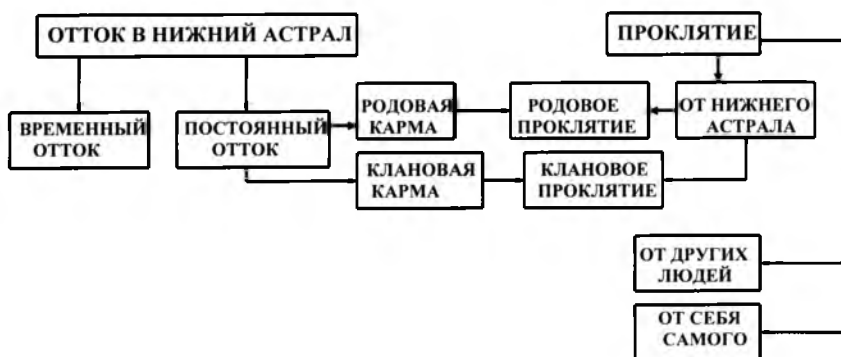 ОТТОК В НИЖНИЙ АСТРАЛ
ПРОКЛЯТИЕ
ВРЕМЕННЫЙ
ОТТОК
ПОСТОЯННЫЙ
ОТТОК
РОДОВАЯ
КАРМА
РОДОВОЕ
ПРОКЛЯТИЕ
ОТ НИЖНЕГО
АСТРАЛА
КЛАНОВАЯ
КАРМА
КЛАНОВОЕ
ПРОКЛЯТИЕ
ОТ ДРУГИХ
ЛЮДЕЙ
ОТ СЕБЯ
САМОГО